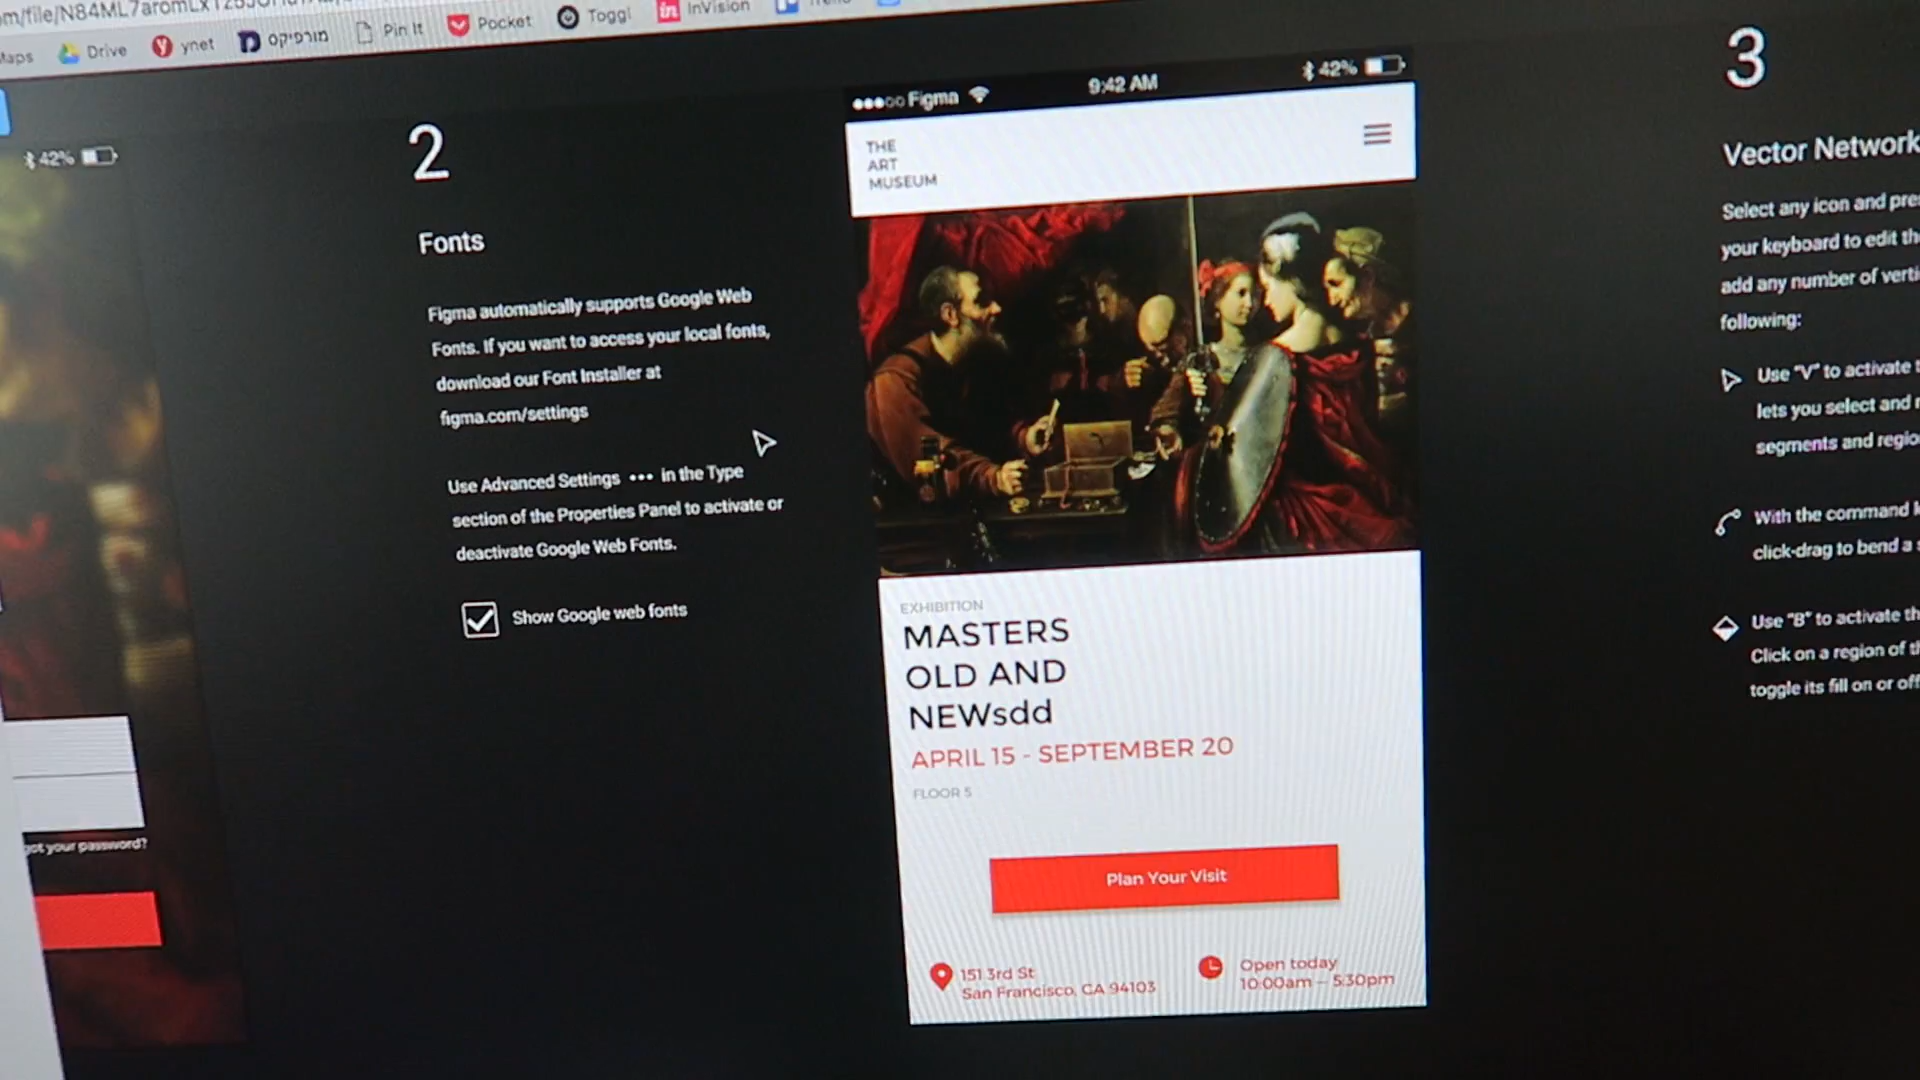 Maps
Drive
ynet
מורפיקס
Pin It
Pocket
Toggl
InVision
42%
2
Fonts
Figma automatically supports Google Web
Fonts. If you want to access your local fonts,
download our Font Installer at
figma.com/settings
Use Advanced Settings ••• in the Type
section of the Properties Panel to activate or
deactivate Google Web Fonts.
Show Google web fonts
your password?
Figma
9:42 AM
42%
THE
ART
MUSEUM
EXHIBITION
MASTERS
OLD AND
NEWsdd
APRIL 15 - SEPTEMBER 20
FLOOR 5
Plan Your Visit
151 3rd St
San Francisco, CA 94103
Open today
10:00am – 5:30pm
3
Vector Network
Select any icon and
your keyboard to edit
add any number of
following:
Use "V" to activate
lets you select and
segments and
With the command
click-drag to bend a
Use "B" to activate
Click on a region of
toggle its fill on or off